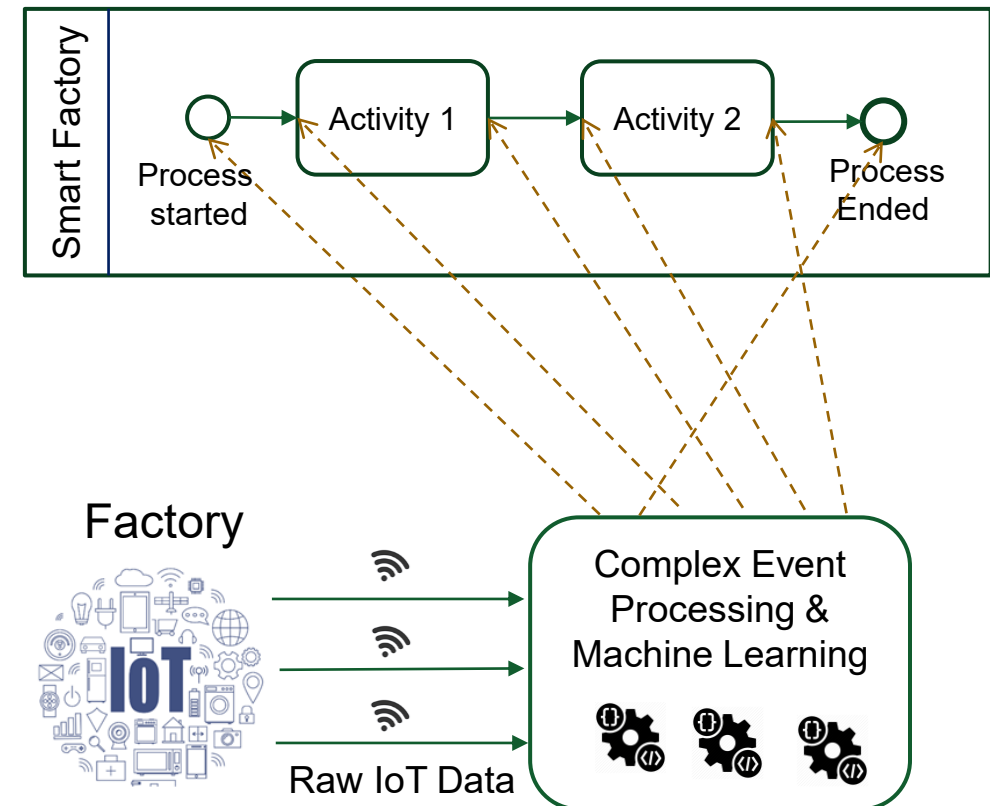 Smart Factory
Activity 1
Activity 2
Process
started
Process
Ended
Factory
IoT
Raw IoT Data
Complex Event
Processing &
Machine Learning
{ }
</>
{ }
</>
{ }
</>